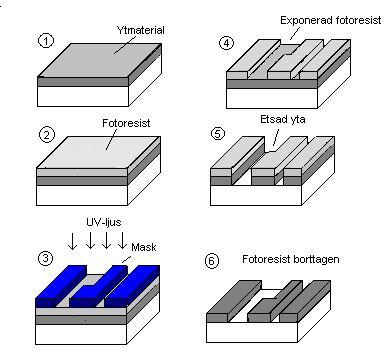 1
Ytmaterial
2
Fotoresist
UV-ljus
3
Mask
4
Exponerad fotoresist
5
Etsad yta
6
Fotoresist borttagen